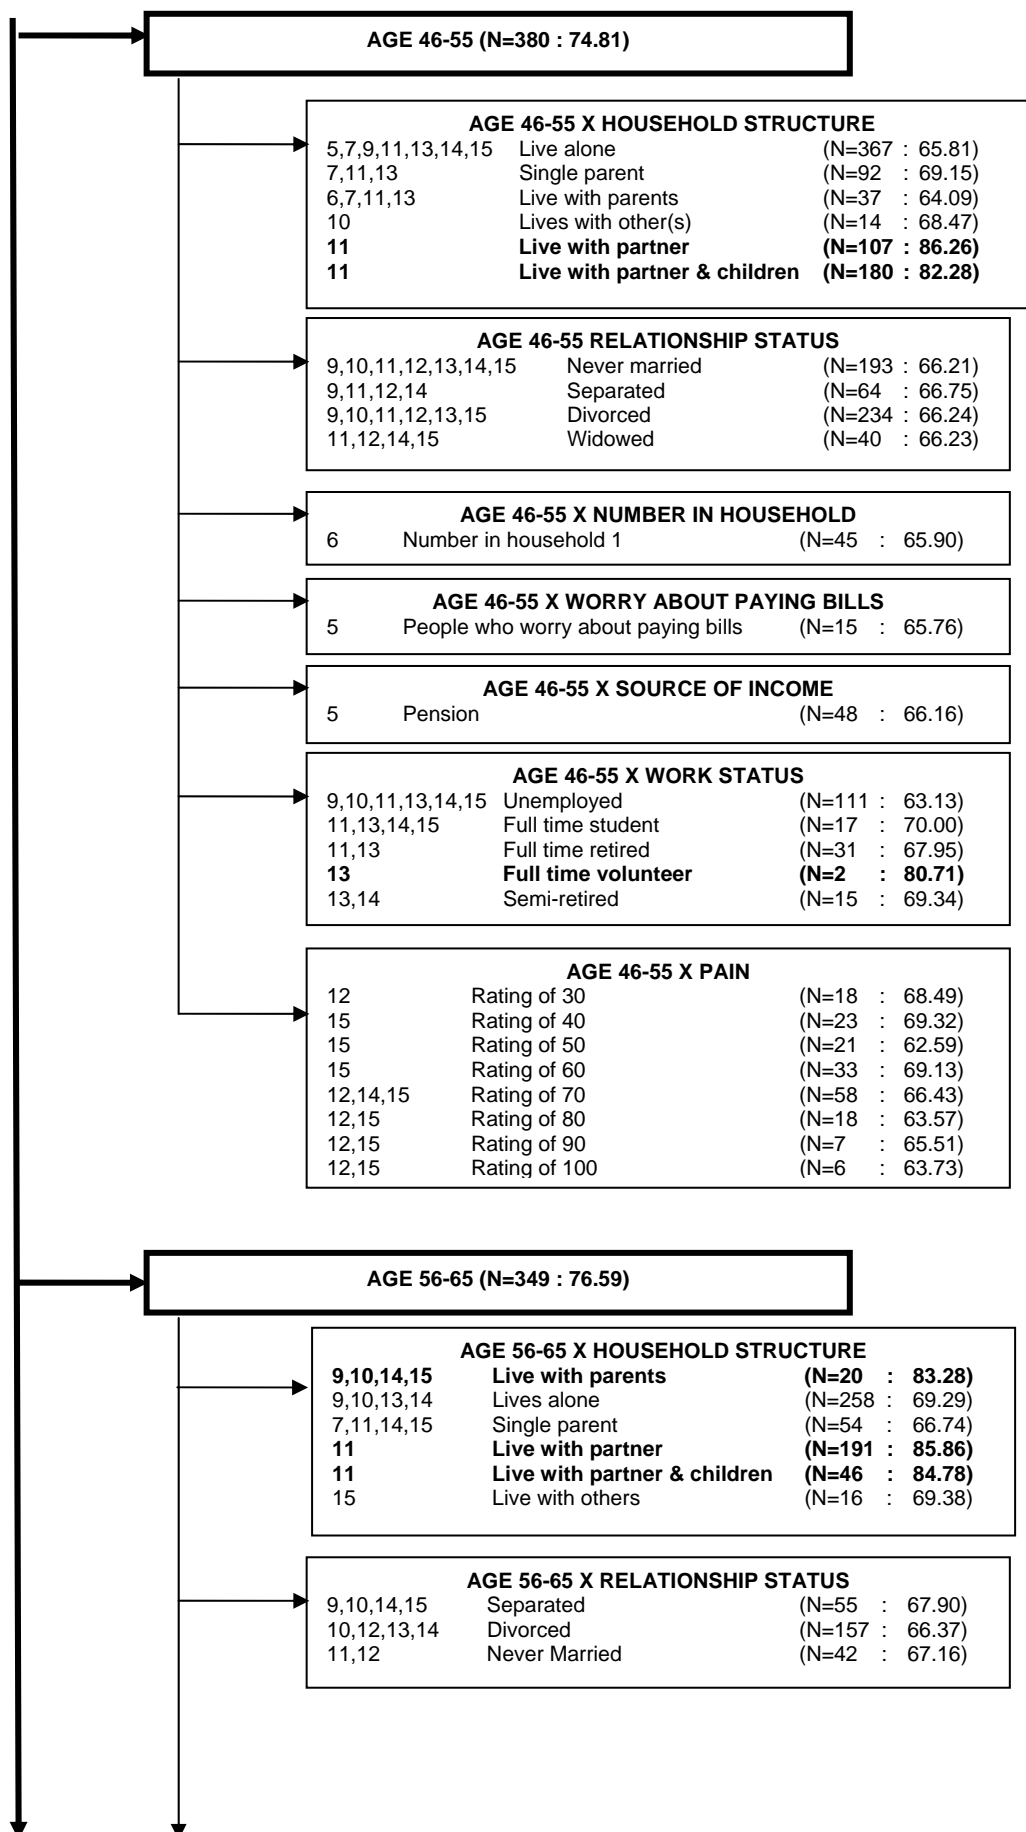 AGE 46-55 (N=380 : 74.81)
AGE 46-55 X HOUSEHOLD STRUCTURE
5,7,9,11,13,14,15 Live alone (N=367 : 65.81)
7,11,13 Single parent (N=92 : 69.15)
6,7,11,13 Live with parents (N=37 : 64.09)
10 Lives with other(s) (N=14 : 68.47)
11 Live with partner (N=107 : 86.26)
11 Live with partner & children (N=180 : 82.28)
AGE 46-55 RELATIONSHIP STATUS
9,10,11,12,13,14,15 Never married (N=193 : 66.21)
9,11,12,14 Separated (N=64 : 66.75)
9,10,11,12,13,15 Divorced (N=234 : 66.24)
11,12,14,15 Widowed (N=40 : 66.23)
AGE 46-55 X NUMBER IN HOUSEHOLD
6 Number in household 1 (N=45 : 65.90)
AGE 46-55 X WORRY ABOUT PAYING BILLS
5 People who worry about paying bills (N=15 : 65.76)
AGE 46-55 X SOURCE OF INCOME
5 Pension (N=48 : 66.16)
AGE 46-55 X WORK STATUS
9,10,11,13,14,15 Unemployed (N=111 : 63.13)
11,13,14,15 Full time student (N=17 : 70.00)
11,13 Full time retired (N=31 : 67.95)
13 Full time volunteer (N=2 : 80.71)
13,14 Semi-retired (N=15 : 69.34)
AGE 46-55 X PAIN
12 Rating of 30 (N=18 : 68.49)
15 Rating of 40 (N=23 : 69.32)
15 Rating of 50 (N=21 : 62.59)
15 Rating of 60 (N=33 : 69.13)
12,14,15 Rating of 70 (N=58 : 66.43)
12,15 Rating of 80 (N=18 : 63.57)
12,15 Rating of 90 (N=7 : 65.51)
12,15 Rating of 100 (N=6 : 63.73)
AGE 56-65 (N=349 : 76.59)
AGE 56-65 X HOUSEHOLD STRUCTURE
9,10,14,15 Live with parents (N=20 : 83.28)
9,10,13,14 Lives alone (N=258 : 69.29)
7,11,14,15 Single parent (N=54 : 66.74)
11 Live with partner (N=191 : 85.86)
11 Live with partner & children (N=46 : 84.78)
15 Live with others (N=16 : 69.38)
AGE 56-65 X RELATIONSHIP STATUS
9,10,14,15 Separated (N=55 : 67.90)
10,12,13,14 Divorced (N=157 : 66.37)
11,12 Never Married (N=42 : 67.16)